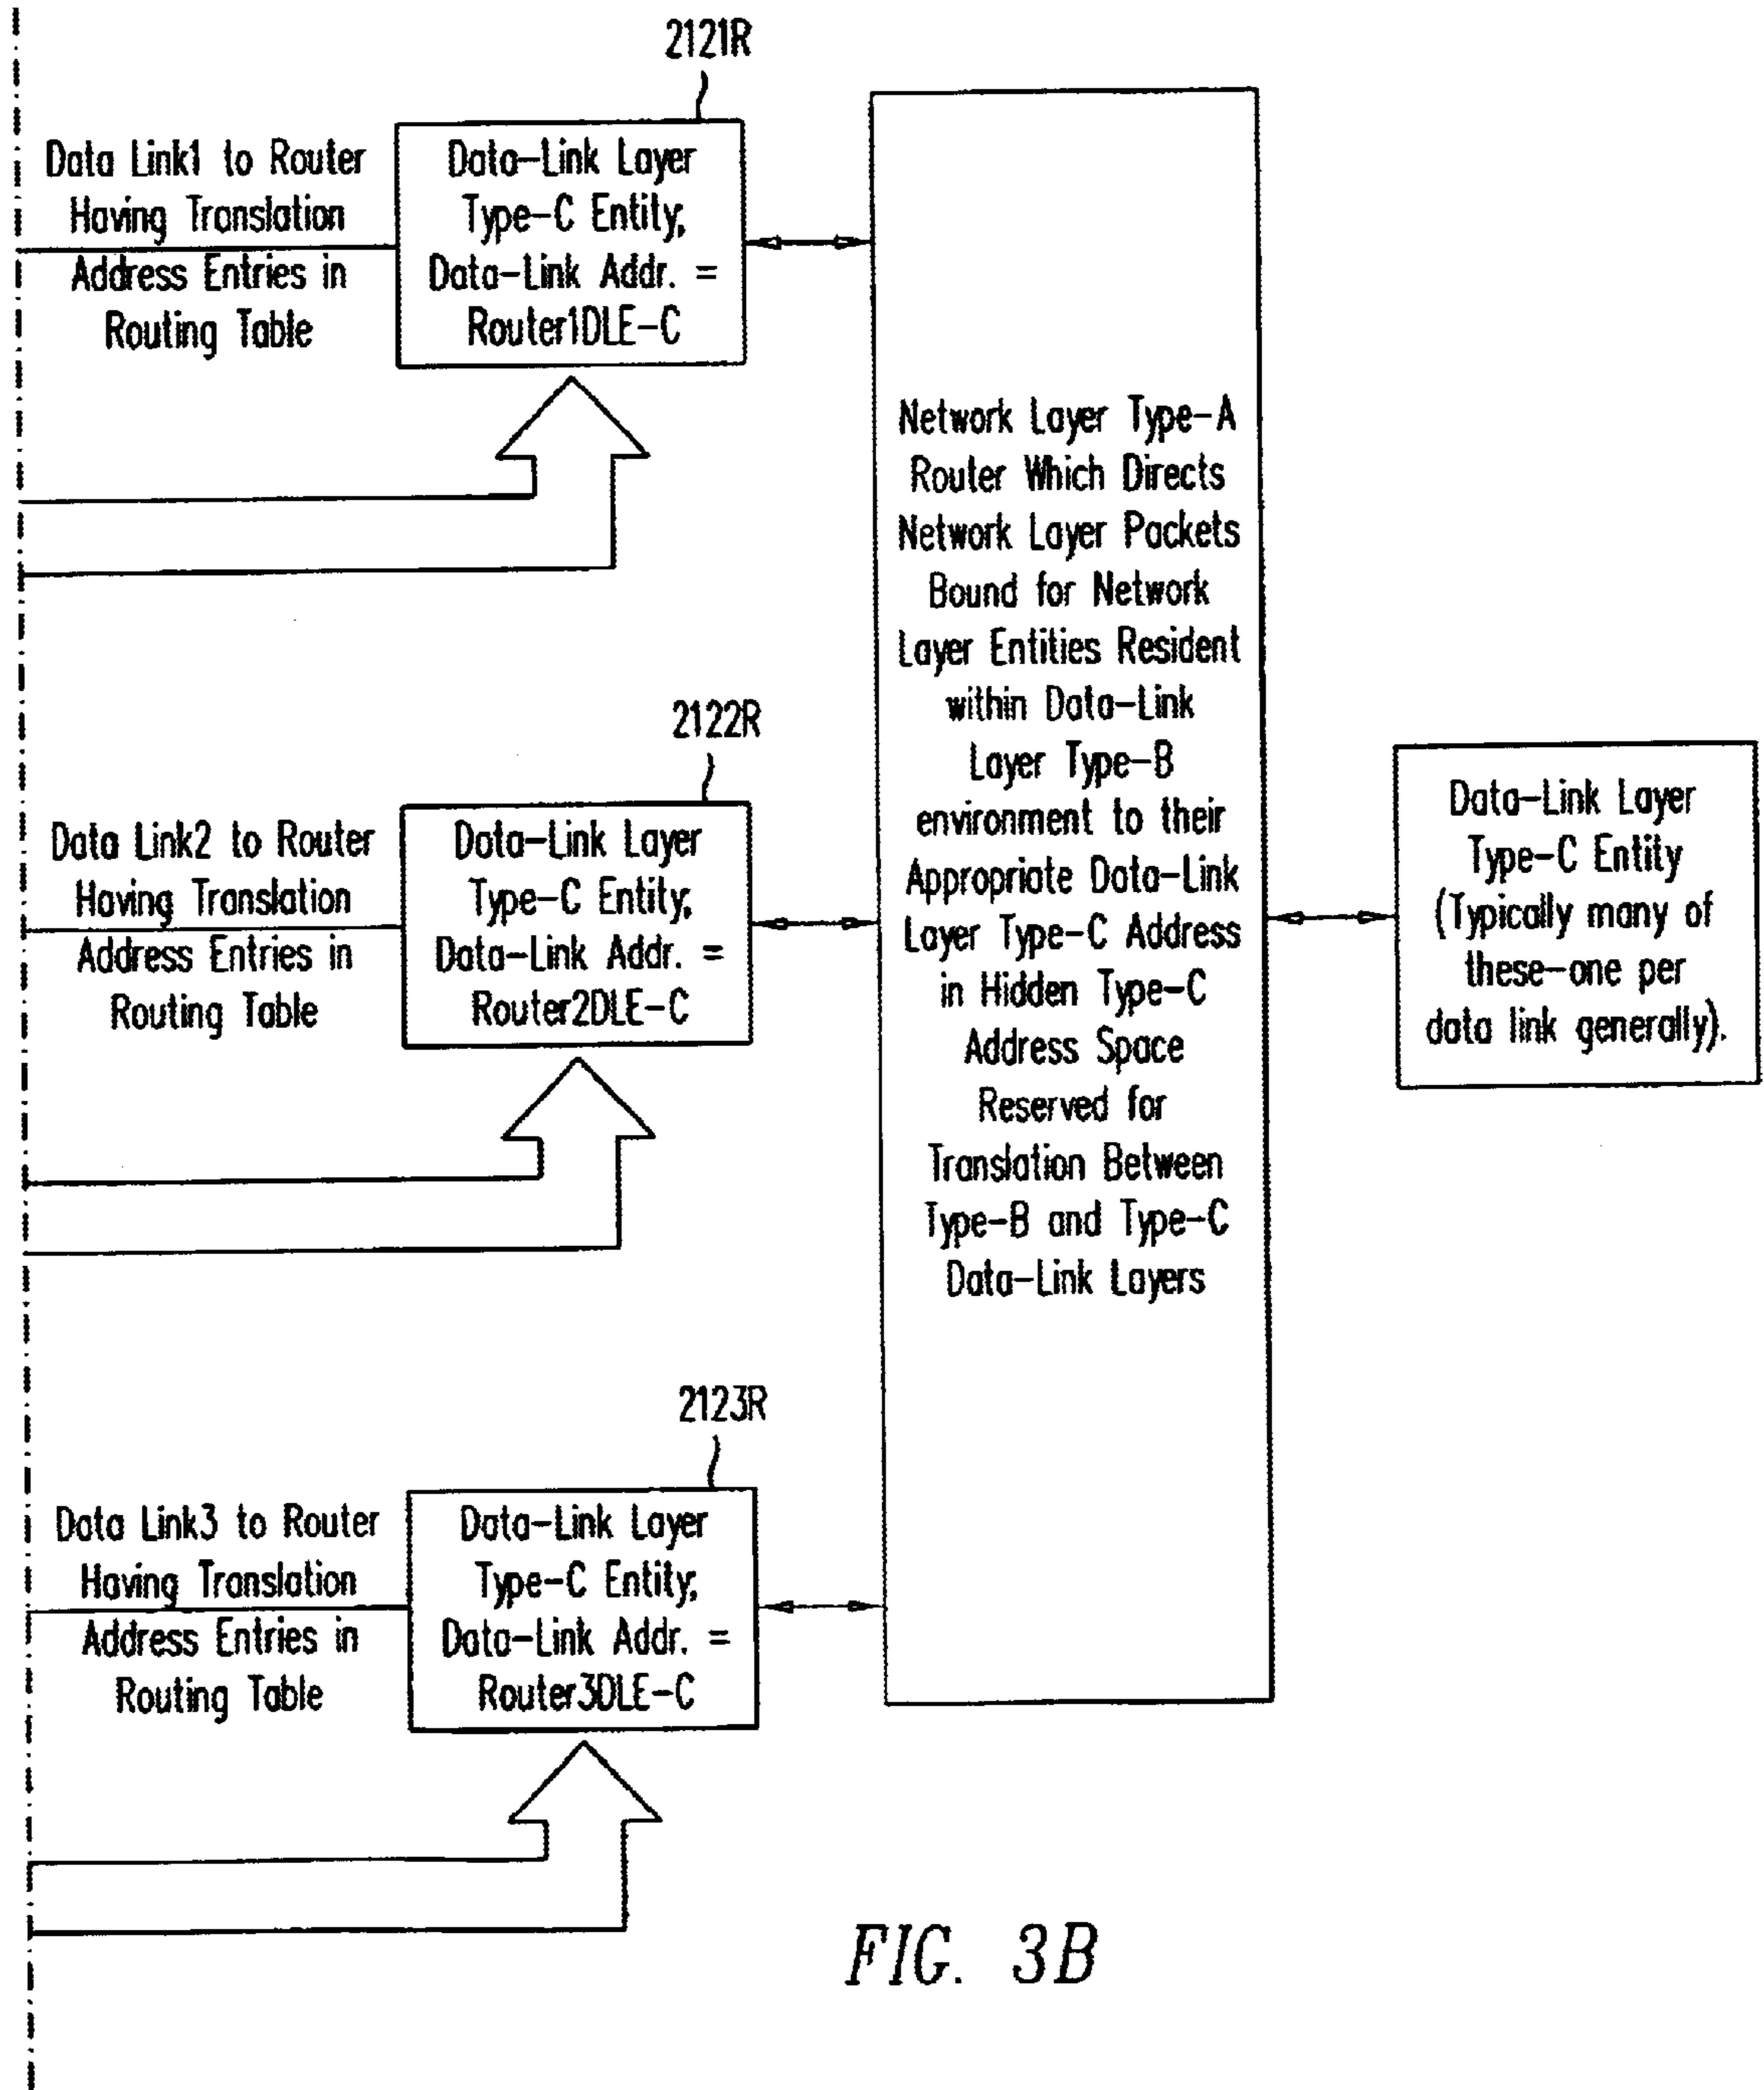 2121R
Data Link1 to Router
Having Translation
Address Entries in
Routing Table
Data-Link Layer
Type-C Entity;
Data-Link Addr. =
Router1DLE-C
2122R
Data Link2 to Router
Having Translation
Address Entries in
Routing Table
Data-Link Layer
Type-C Entity;
Data-Link Addr. =
Router2DLE-C
2123R
Data Link3 to Router
Having Translation
Address Entries in
Routing Table
Data-Link Layer
Type-C Entity;
Data-Link Addr. =
Router3DLE-C
Network Layer Type-A
Router Which Directs
Network Layer Packets
Bound for Network
Layer Entities Resident
within Data-Link
Layer Type-B
environment to their
Appropriate Data-Link
Layer Type-C Address
in Hidden Type-C
Address Space
Reserved for
Translation Between
Type-B and Type-C
Data-Link Layers
Data-Link Layer
Type-C Entity
(Typically many of
these-one per
data link generally).
FIG. 3B